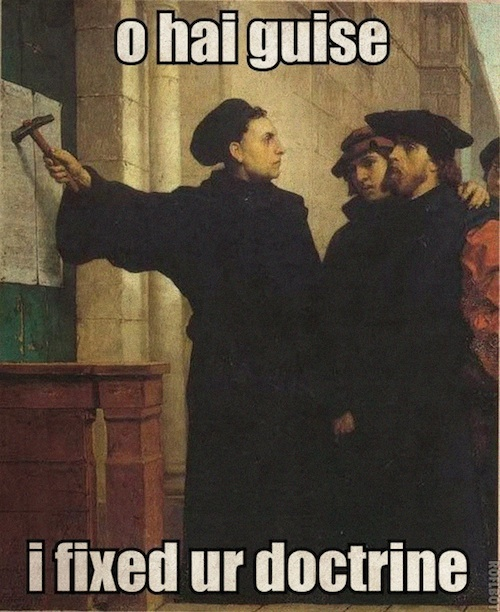 o hai guise
i fixed ur doctrine